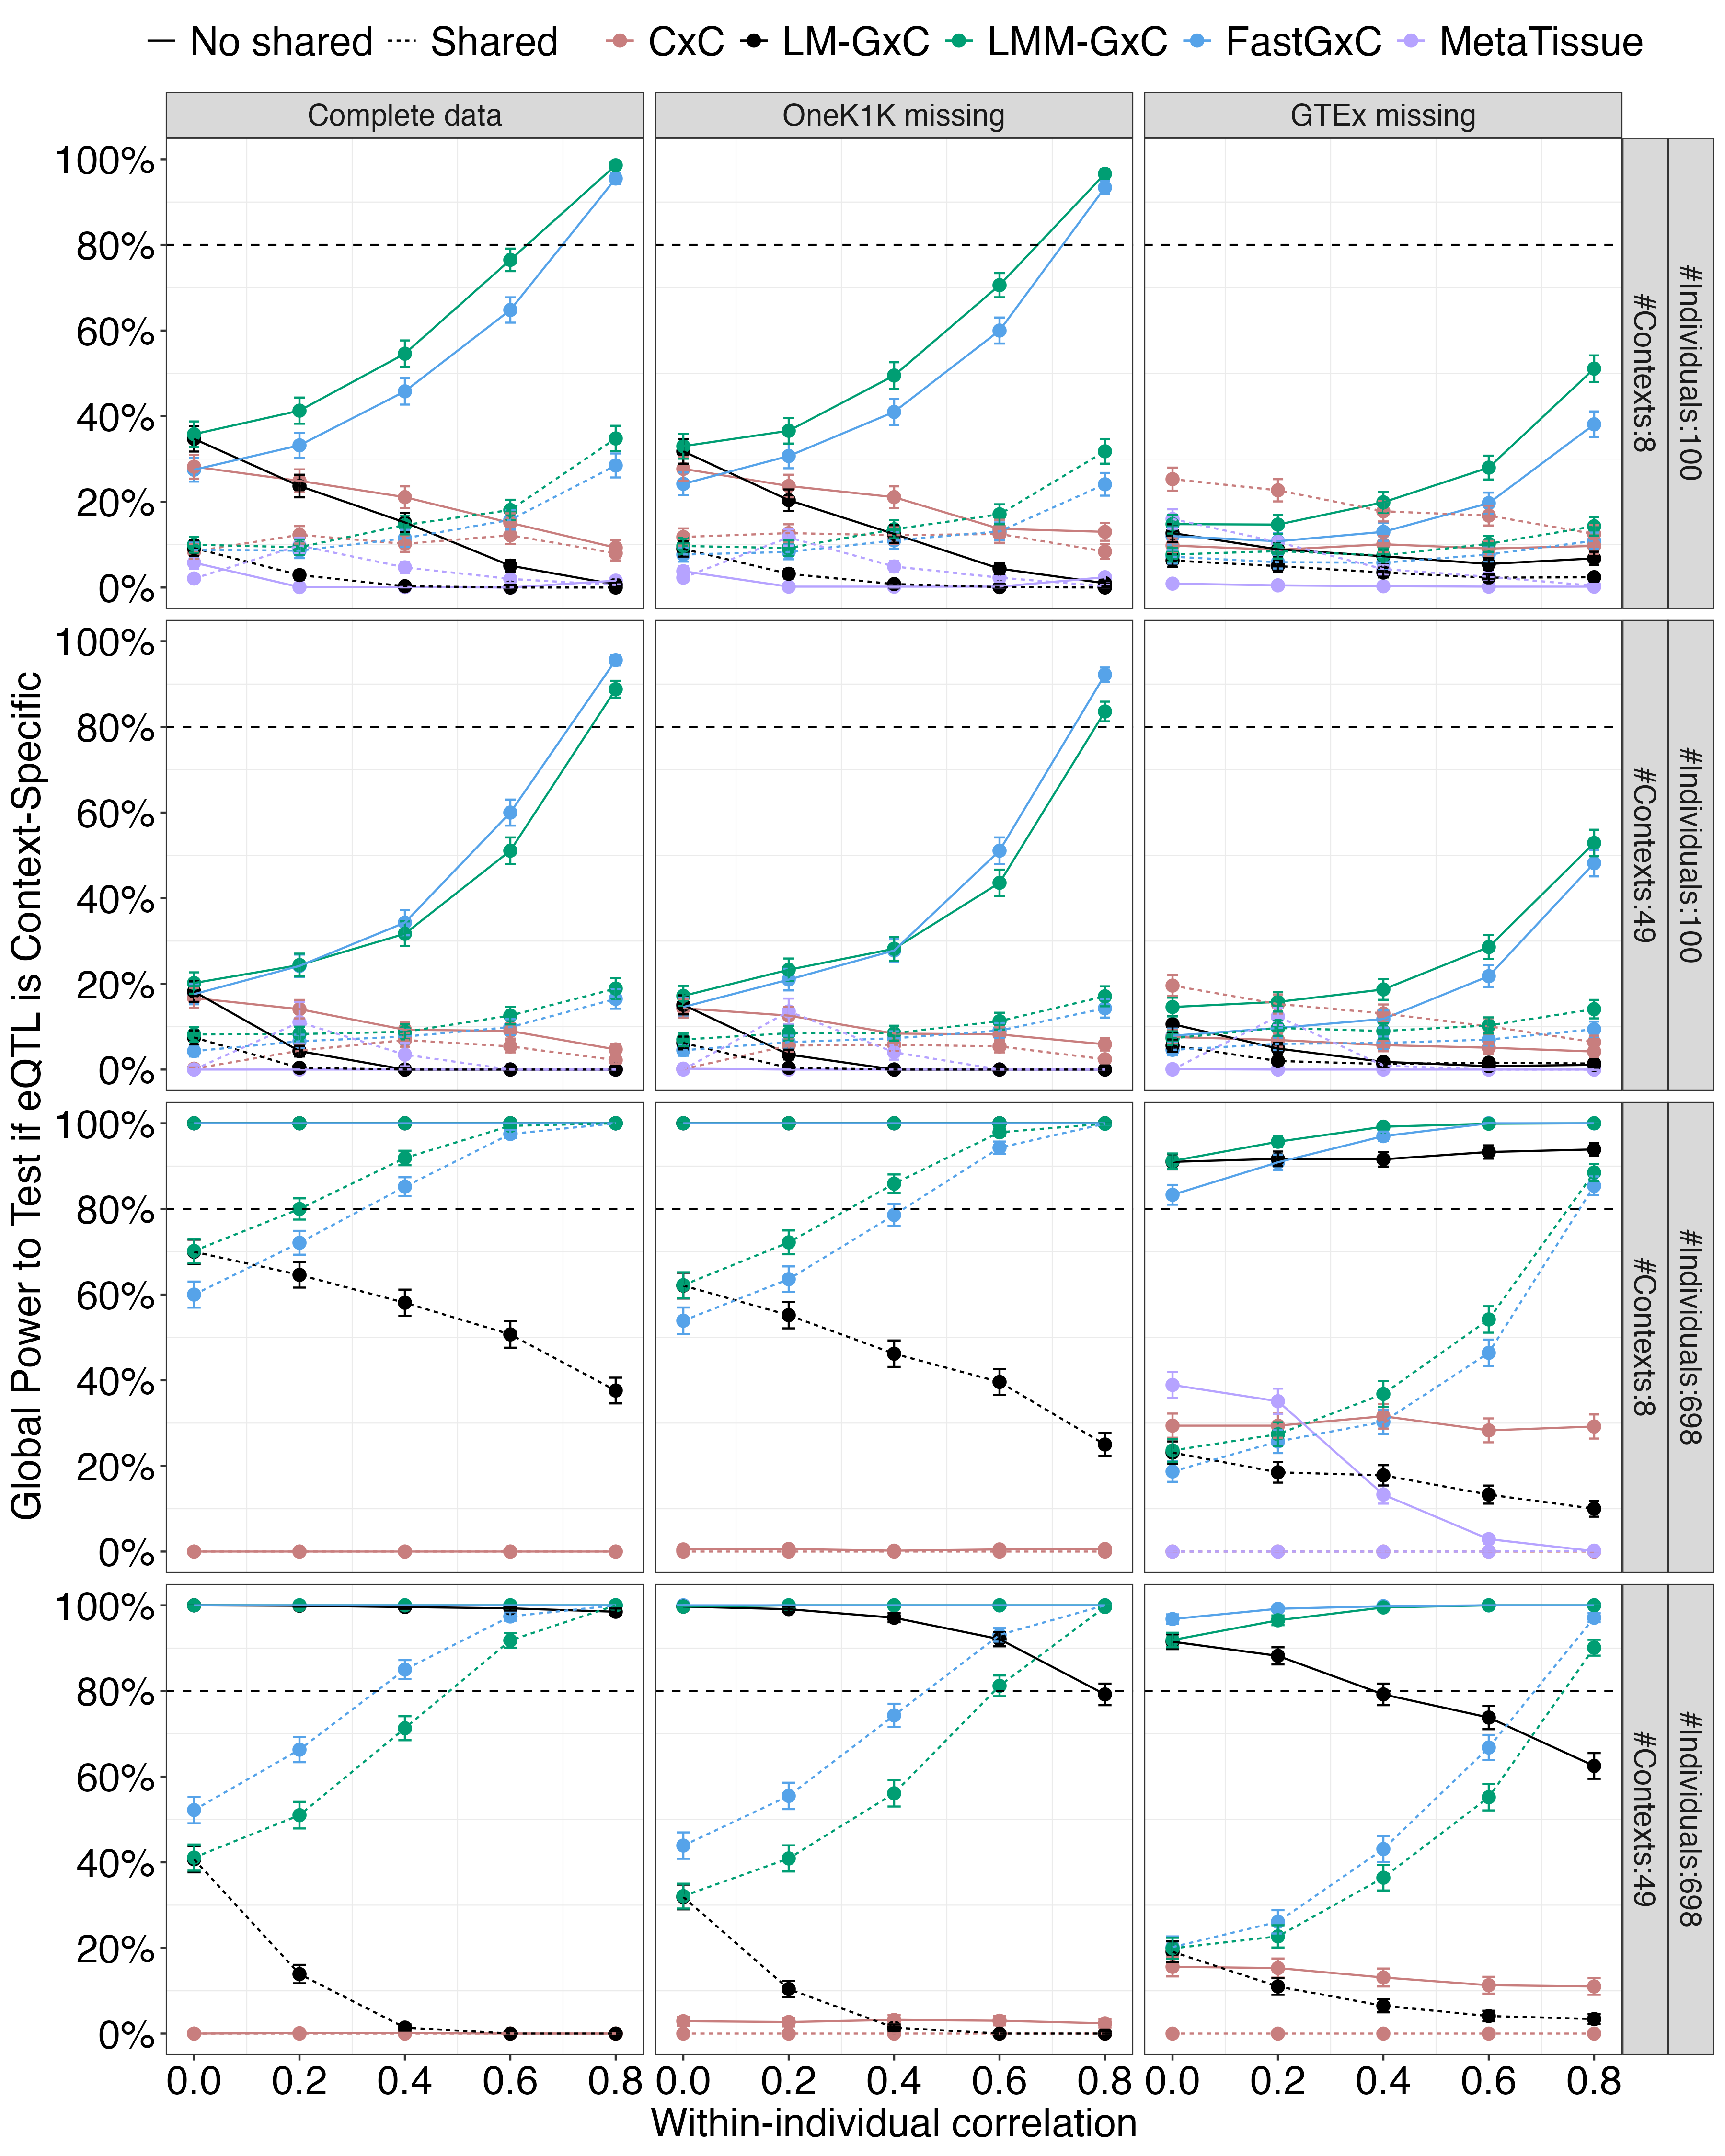 No shared Shared CxC LM-GxC LMM-GxC FastGxC MetaTissue
Complete data OneK1K missing GTEx missing
100%
80%
60%
40%
20%
0%
#Contexts:8
#Individuals:100
100%
80%
60%
40%
20%
0%
#Contexts:49
#Individuals:100
100%
80%
60%
40%
20%
0%
#Contexts:8
#Individuals:698
100%
80%
60%
40%
20%
0%
#Contexts:49
#Individuals:698
Global Power to Test if eQTL is Context-Specific
0.0 0.2 0.4 0.6 0.8 0.0 0.2 0.4 0.6 0.8 0.0 0.2 0.4 0.6 0.8
Within-individual correlation